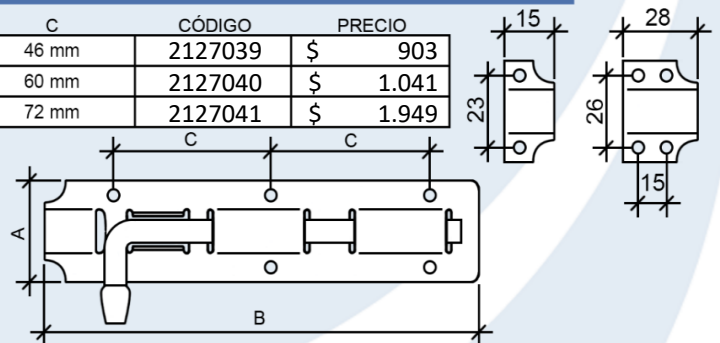 C CÓDIGO PRECIO
46 mm 2127039 $ 903
60 mm 2127040 $ 1.041
72 mm 2127041 $ 1.949
15
28
23
26
15
C C
A
B